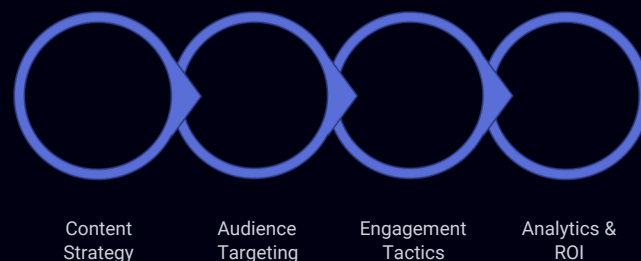 Content
Strategy
Audience
Targeting
Engagement
Tactics
Analytics &
ROI